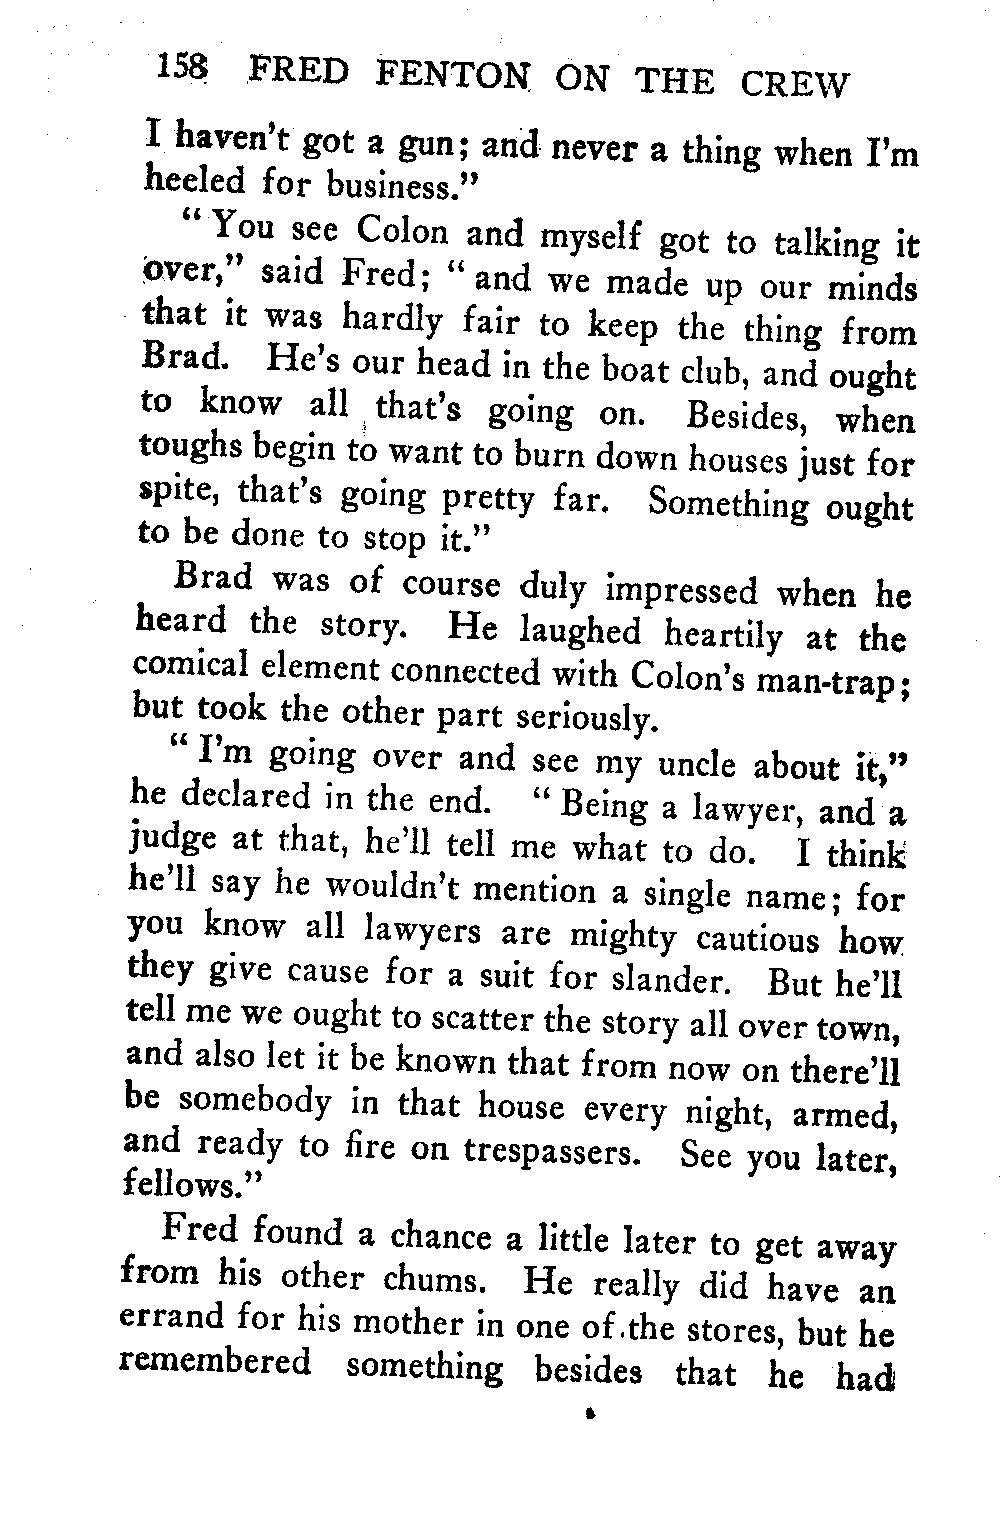 158 FRED FENTON ON THE CREW
I haven't got a gun; and never a thing when I'm
heeled for business."
"You see Colon and myself got to talking it
over," said Fred; "and we made up our minds
that it was hardly fair to keep the thing from
Brad. He's our head in the boat club, and ought
to know all that's going on. Besides, when
toughs begin to want to burn down houses just for
spite, that's going pretty far. Something ought
to be done to stop it."
Brad was of course duly impressed when he
heard the story. He laughed heartily at the
comical element connected with Colon's man-trap;
but took the other part seriously.
"I'm going over and see my uncle about it,"
he declared in the end. "Being a lawyer, and a
judge at that, he'll tell me what to do. I think
he'll say he wouldn't mention a single name; for
you know all lawyers are mighty cautious how
they give cause for a suit for slander. But he'll
tell me we ought to scatter the story all over town,
and also let it be known that from now on there'll
be somebody in that house every night, armed,
and ready to fire on trespassers. See you later,
fellows."
Fred found a chance a little later to get away
from his other chums. He really did have an
errand for his mother in one of the stores, but he
remembered something besides that he had